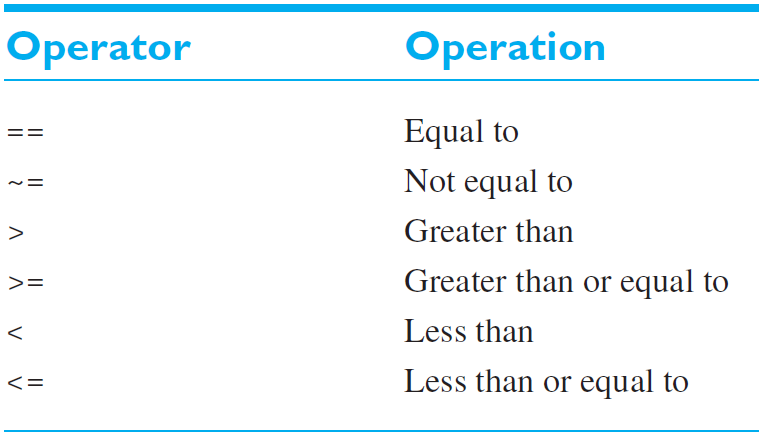 Operator Operation
== Equal to
~= Not equal to
> Greater than
>= Greater than or equal to
< Less than
<= Less than or equal to